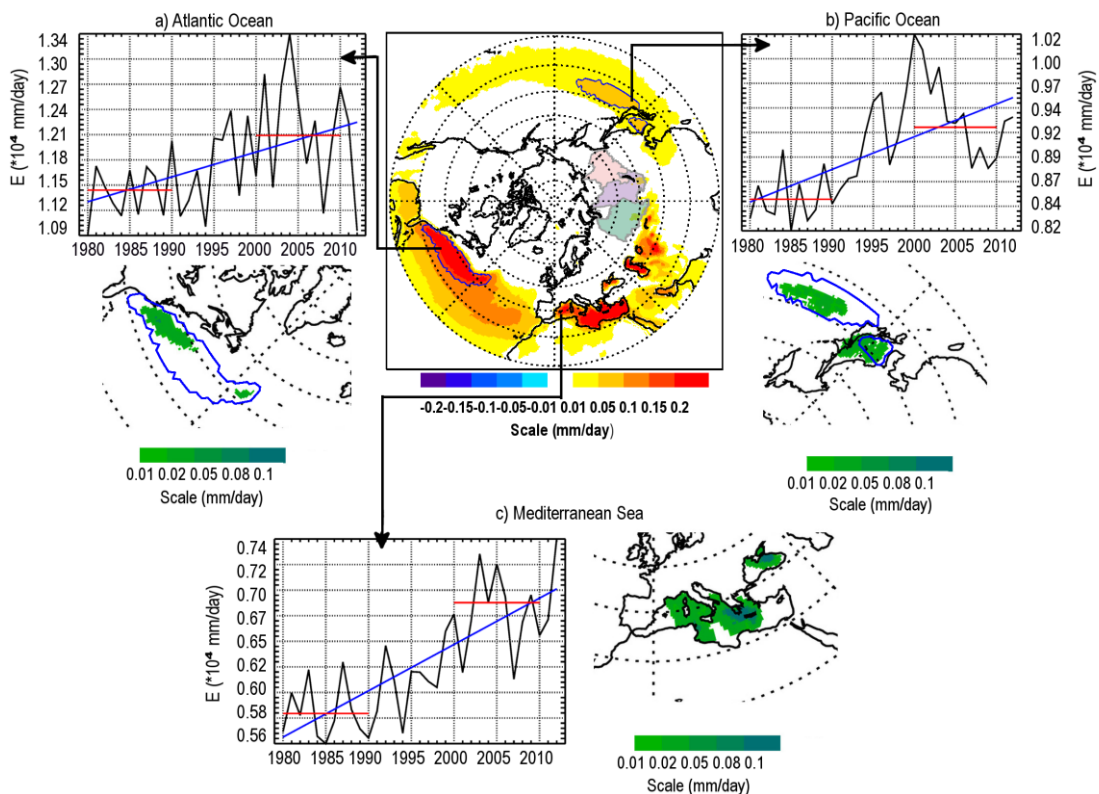 a) Atlantic Ocean
1.34
1.30
1.27
1.24
1.21
1.18
1.15
1.12
1.09
E (*10⁴ mm/day)
1980 1985 1990 1995 2000 2005 2010
0.01 0.02 0.05 0.08 0.1
Scale (mm/day)
-0.2-0.15-0.1-0.05-0.01 0.01 0.05 0.1 0.15 0.2
Scale (mm/day)
b) Pacific Ocean
1.02
1.00
0.97
0.94
0.92
0.89
0.87
0.84
0.82
E (*10⁴ mm/day)
1980 1985 1990 1995 2000 2005 2010
0.01 0.02 0.05 0.08 0.1
Scale (mm/day)
c) Mediterranean Sea
0.74
0.72
0.70
0.67
0.65
0.62
0.60
0.58
0.56
E (*10⁴ mm/day)
1980 1985 1990 1995 2000 2005 2010
0.01 0.02 0.05 0.08 0.1
Scale (mm/day)